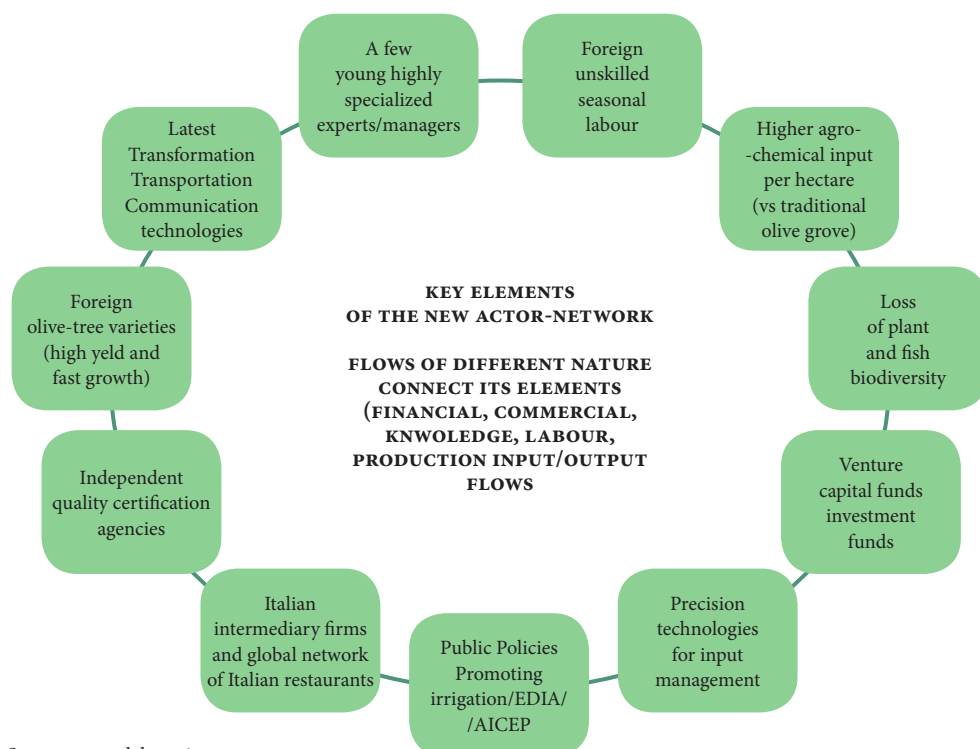 A few
young highly
specialized
experts/managers
Foreign
unskilled
seasonal
labour
Higher agro-
-chemical input
per hectare
(vs traditional
olive grove)
Loss
of plant
and fish
biodiversity
Venture
capital funds
investment
funds
Precision
technologies
for input
management
Public Policies
Promoting
irrigation/EDIA/
/AICEP
Italian
intermediary firms
and global network
of Italian restaurants
Independent
quality certification
agencies
Foreign
olive-tree varieties
(high yeld and
fast growth)
Latest
Transformation
Transportation
Communication
technologies
KEY ELEMENTS
OF THE NEW ACTOR-NETWORK
FLOWS OF DIFFERENT NATURE
CONNECT ITS ELEMENTS
(FINANCIAL, COMMERCIAL,
KNWOLEDGE, LABOUR,
PRODUCTION INPUT/OUTPUT
FLOWS